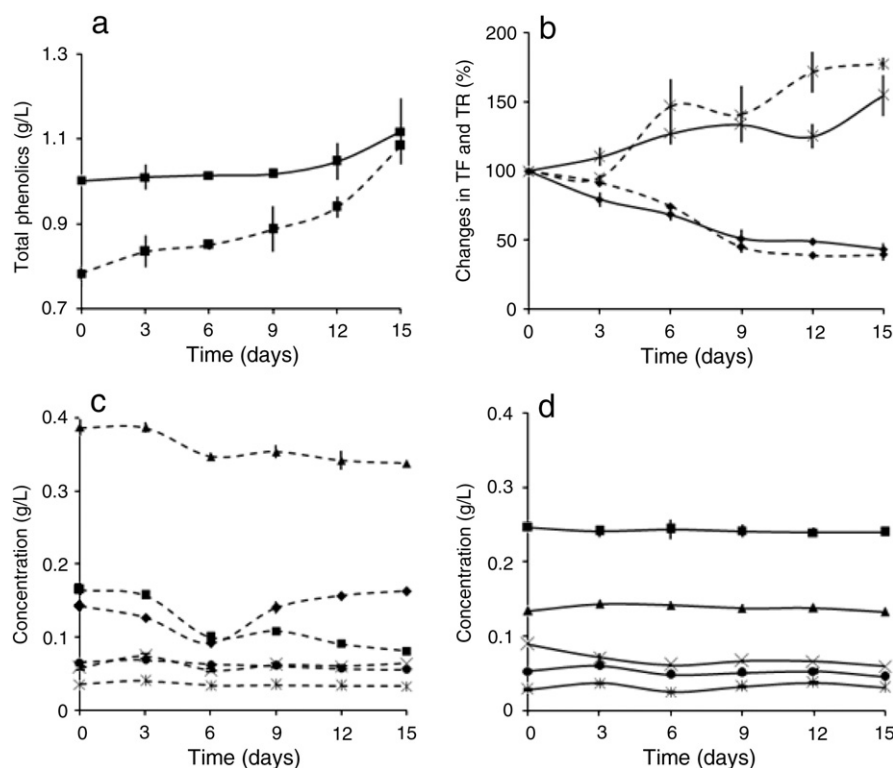 a
1.3
1.1
0.9
0.7
Total phenolics (g/L)
0 3 6 9 12 15
Time (days)
b
200
150
100
50
0
Changes in TF and TR (%)
0 3 6 9 12 15
Time (days)
c
0.4
0.3
0.2
0.1
0
Concentration (g/L)
0 3 6 9 12 15
Time (days)
d
0.4
0.3
0.2
0.1
0
Concentration (g/L)
0 3 6 9 12 15
Time (days)